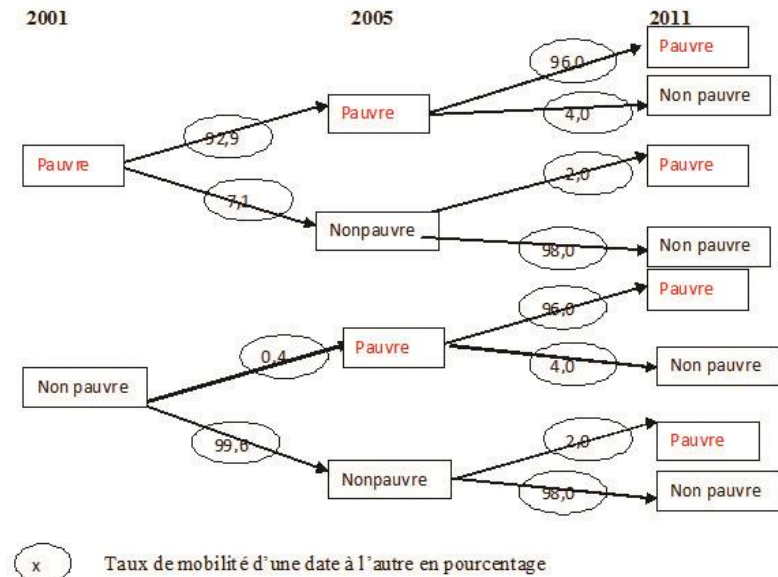 2001 2005 2011
Pauvre
96,0
Pauvre
Non pauvre
4,0
92,9
Pauvre
Pauvre
2,0
7,1
Nonpauvre
Non pauvre
98,0
Pauvre
96,0
0,4
Pauvre
4,0
Non pauvre
Non pauvre
99,6
2,0
Pauvre
Nonpauvre
98,0
Non pauvre
x Taux de mobilité d'une date à l'autre en pourcentage